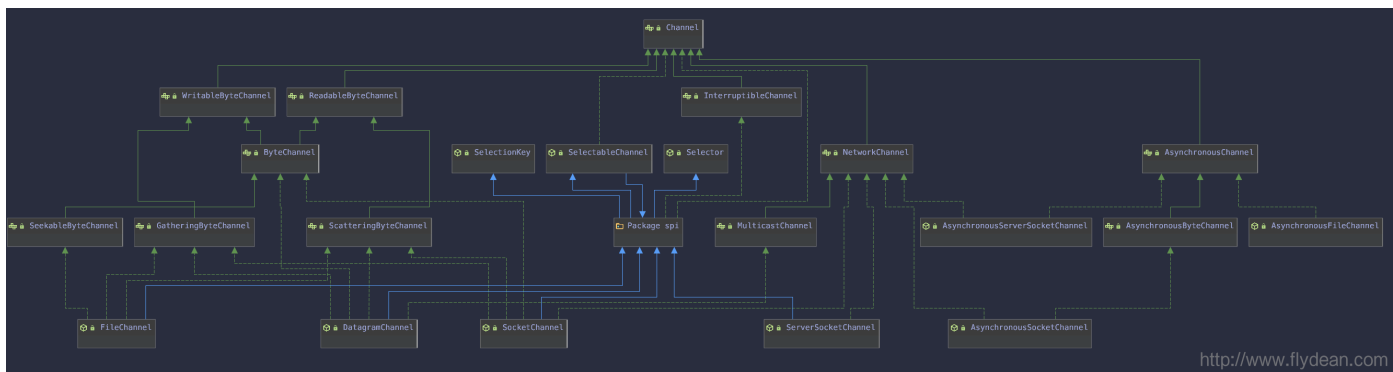 Channel
WritableByteChannel
ReadableByteChannel
InterruptibleChannel
ByteChannel
SelectionKey
SelectableChannel
Selector
NetworkChannel
AsynchronousChannel
SeekableByteChannel
GatheringByteChannel
ScatteringByteChannel
Package spi
MulticastChannel
AsynchronousServerSocketChannel
AsynchronousByteChannel
AsynchronousFileChannel
FileChannel
DatagramChannel
SocketChannel
ServerSocketChannel
AsynchronousSocketChannel
http://www.flydean.com